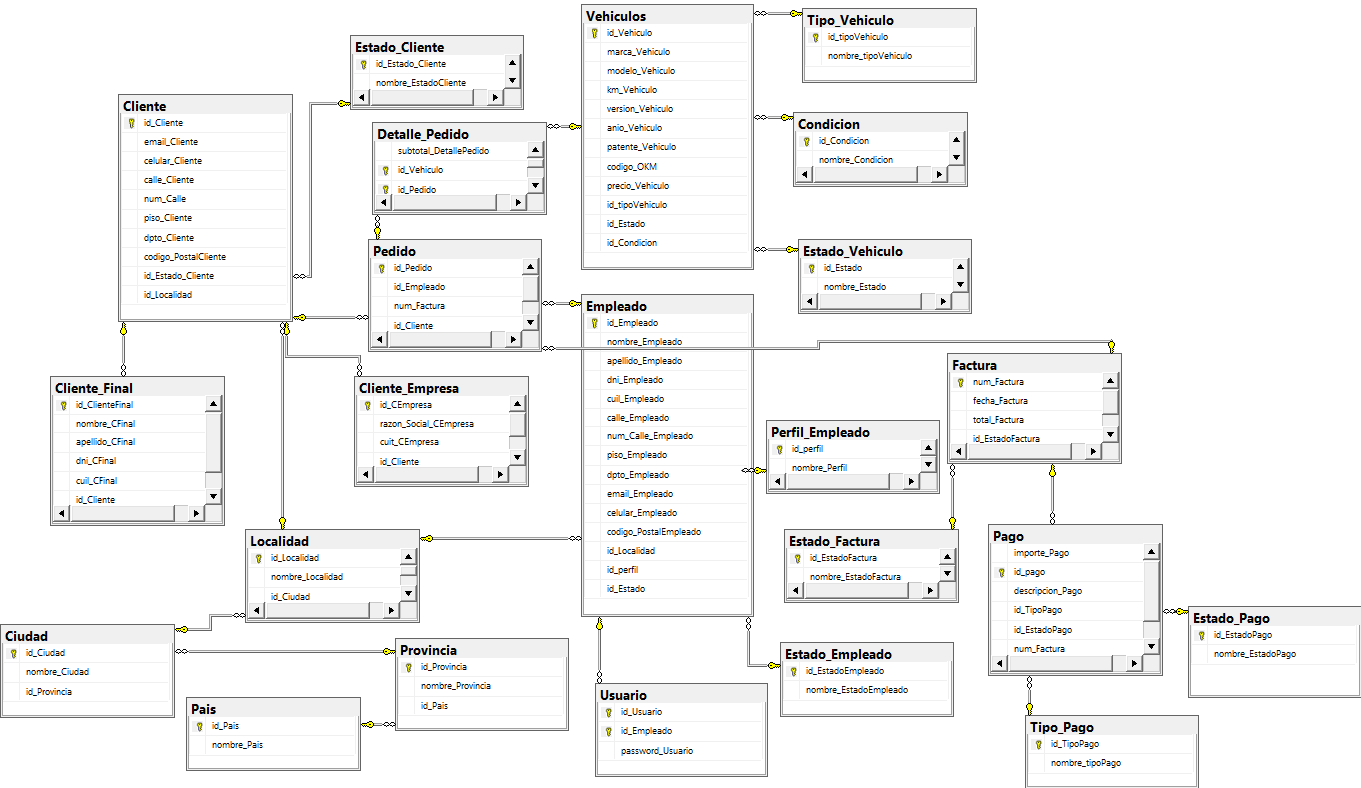 Vehiculos
id_Vehiculo
marca_Vehiculo
modelo_Vehiculo
km_Vehiculo
version_Vehiculo
anio_Vehiculo
patente_Vehiculo
codigo_OKM
precio_Vehiculo
id_tipoVehiculo
id_Estado
id_Condicion
Tipo_Vehiculo
id_tipoVehiculo
nombre_tipoVehiculo
Estado_Cliente
id_Estado_Cliente
nombre_EstadoCliente
Cliente
id_Cliente
email_Cliente
celular_Cliente
calle_Cliente
num_Calle
piso_Cliente
dpto_Cliente
codigo_PostalCliente
id_Estado_Cliente
id_Localidad
Detalle_Pedido
subtotal_DetallePedido
id_Vehiculo
id_Pedido
Condicion
id_Condicion
nombre_Condicion
Pedido
id_Pedido
id_Empleado
num_Factura
id_Cliente
Estado_Vehiculo
id_Estado
nombre_Estado
Empleado
id_Empleado
nombre_Empleado
apellido_Empleado
dni_Empleado
cuil_Empleado
calle_Empleado
num_Calle_Empleado
piso_Empleado
dpto_Empleado
email_Empleado
celular_Empleado
codigo_PostalEmpleado
id_Localidad
id_perfil
id_Estado
Factura
num_Factura
fecha_Factura
total_Factura
id_EstadoFactura
Cliente_Final
id_ClienteFinal
nombre_CFinal
apellido_CFinal
dni_CFinal
cuil_CFinal
id_Cliente
Cliente_Empresa
id_CEmpresa
razon_Social_CEmpresa
cuit_CEmpresa
id_Cliente
Perfil_Empleado
id_perfil
nombre_Perfil
Localidad
id_Localidad
nombre_Localidad
id_Ciudad
Estado_Factura
id_EstadoFactura
nombre_EstadoFactura
Pago
importe_Pago
id_pago
descripcion_Pago
id_TipoPago
id_EstadoPago
num_Factura
Estado_Pago
id_EstadoPago
nombre_EstadoPago
Ciudad
id_Ciudad
nombre_Ciudad
id_Provincia
Provincia
id_Provincia
nombre_Provincia
id_Pais
Estado_Empleado
id_EstadoEmpleado
nombre_EstadoEmpleado
Pais
id_Pais
nombre_Pais
Usuario
id_Usuario
id_Empleado
password_Usuario
Tipo_Pago
id_TipoPago
nombre_tipoPago